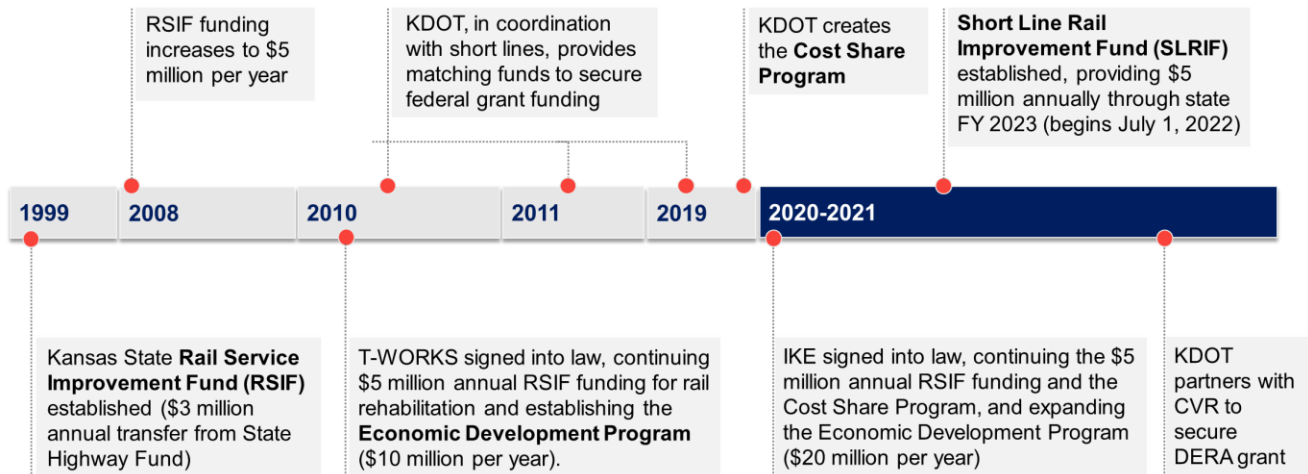 RSIF funding
increases to $5
million per year
KDOT, in coordination
with short lines, provides
matching funds to secure
federal grant funding
KDOT creates
the Cost Share
Program
Short Line Rail
Improvement Fund (SLRIF)
established, providing $5
million annually through state
FY 2023 (begins July 1, 2022)
1999
2008
2010
2011
2019
2020-2021
Kansas State Rail Service
Improvement Fund (RSIF)
established ($3 million
annual transfer from State
Highway Fund)
T-WORKS signed into law, continuing
$5 million annual RSIF funding for rail
rehabilitation and establishing the
Economic Development Program
($10 million per year).
IKE signed into law, continuing the $5
million annual RSIF funding and the
Cost Share Program, and expanding
the Economic Development Program
($20 million per year)
KDOT
partners with
CVR to
secure
DERA grant